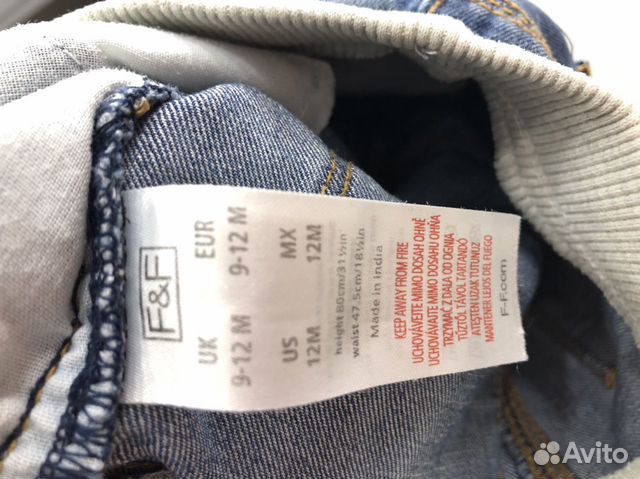 F&F
UK EUR
9-12 M 9-12 M
US MX
12M 12M
height 80cm/31½in
waist 47.5cm/18½in
Made in India
KEEP AWAY FROM FIRE
UCHOVÁVEJTE MIMO DOSAH OHNĚ
UCHOVÁVAJTE MIMO DOSAHU OHŇA
TRZYMAĆ Z DALA OD OGNIA
TŰZTŐL TÁVOL TARTANDÓ
ATEŞTEN UZAK TUTUNUZ
MANTENER LEJOS DEL FUEGO
F-F.com
Avito